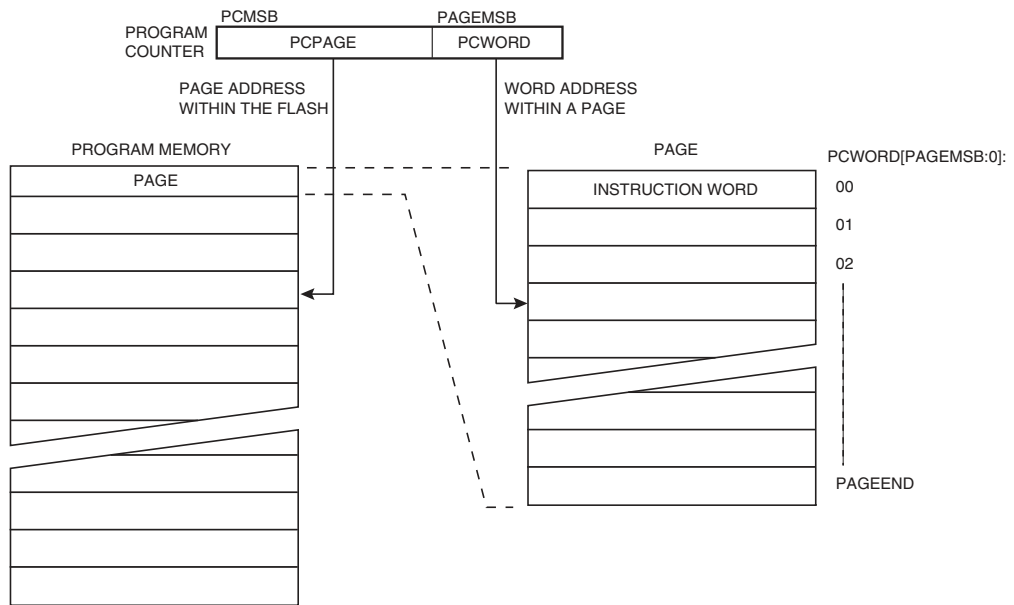 PCMSB
PAGEMSB
PROGRAM
COUNTER
PCPAGE
PCWORD
PAGE ADDRESS
WITHIN THE FLASH
WORD ADDRESS
WITHIN A PAGE
PROGRAM MEMORY
PAGE
PAGE
PCWORD[PAGEMSB:0]:
INSTRUCTION WORD
00
01
02
PAGEEND